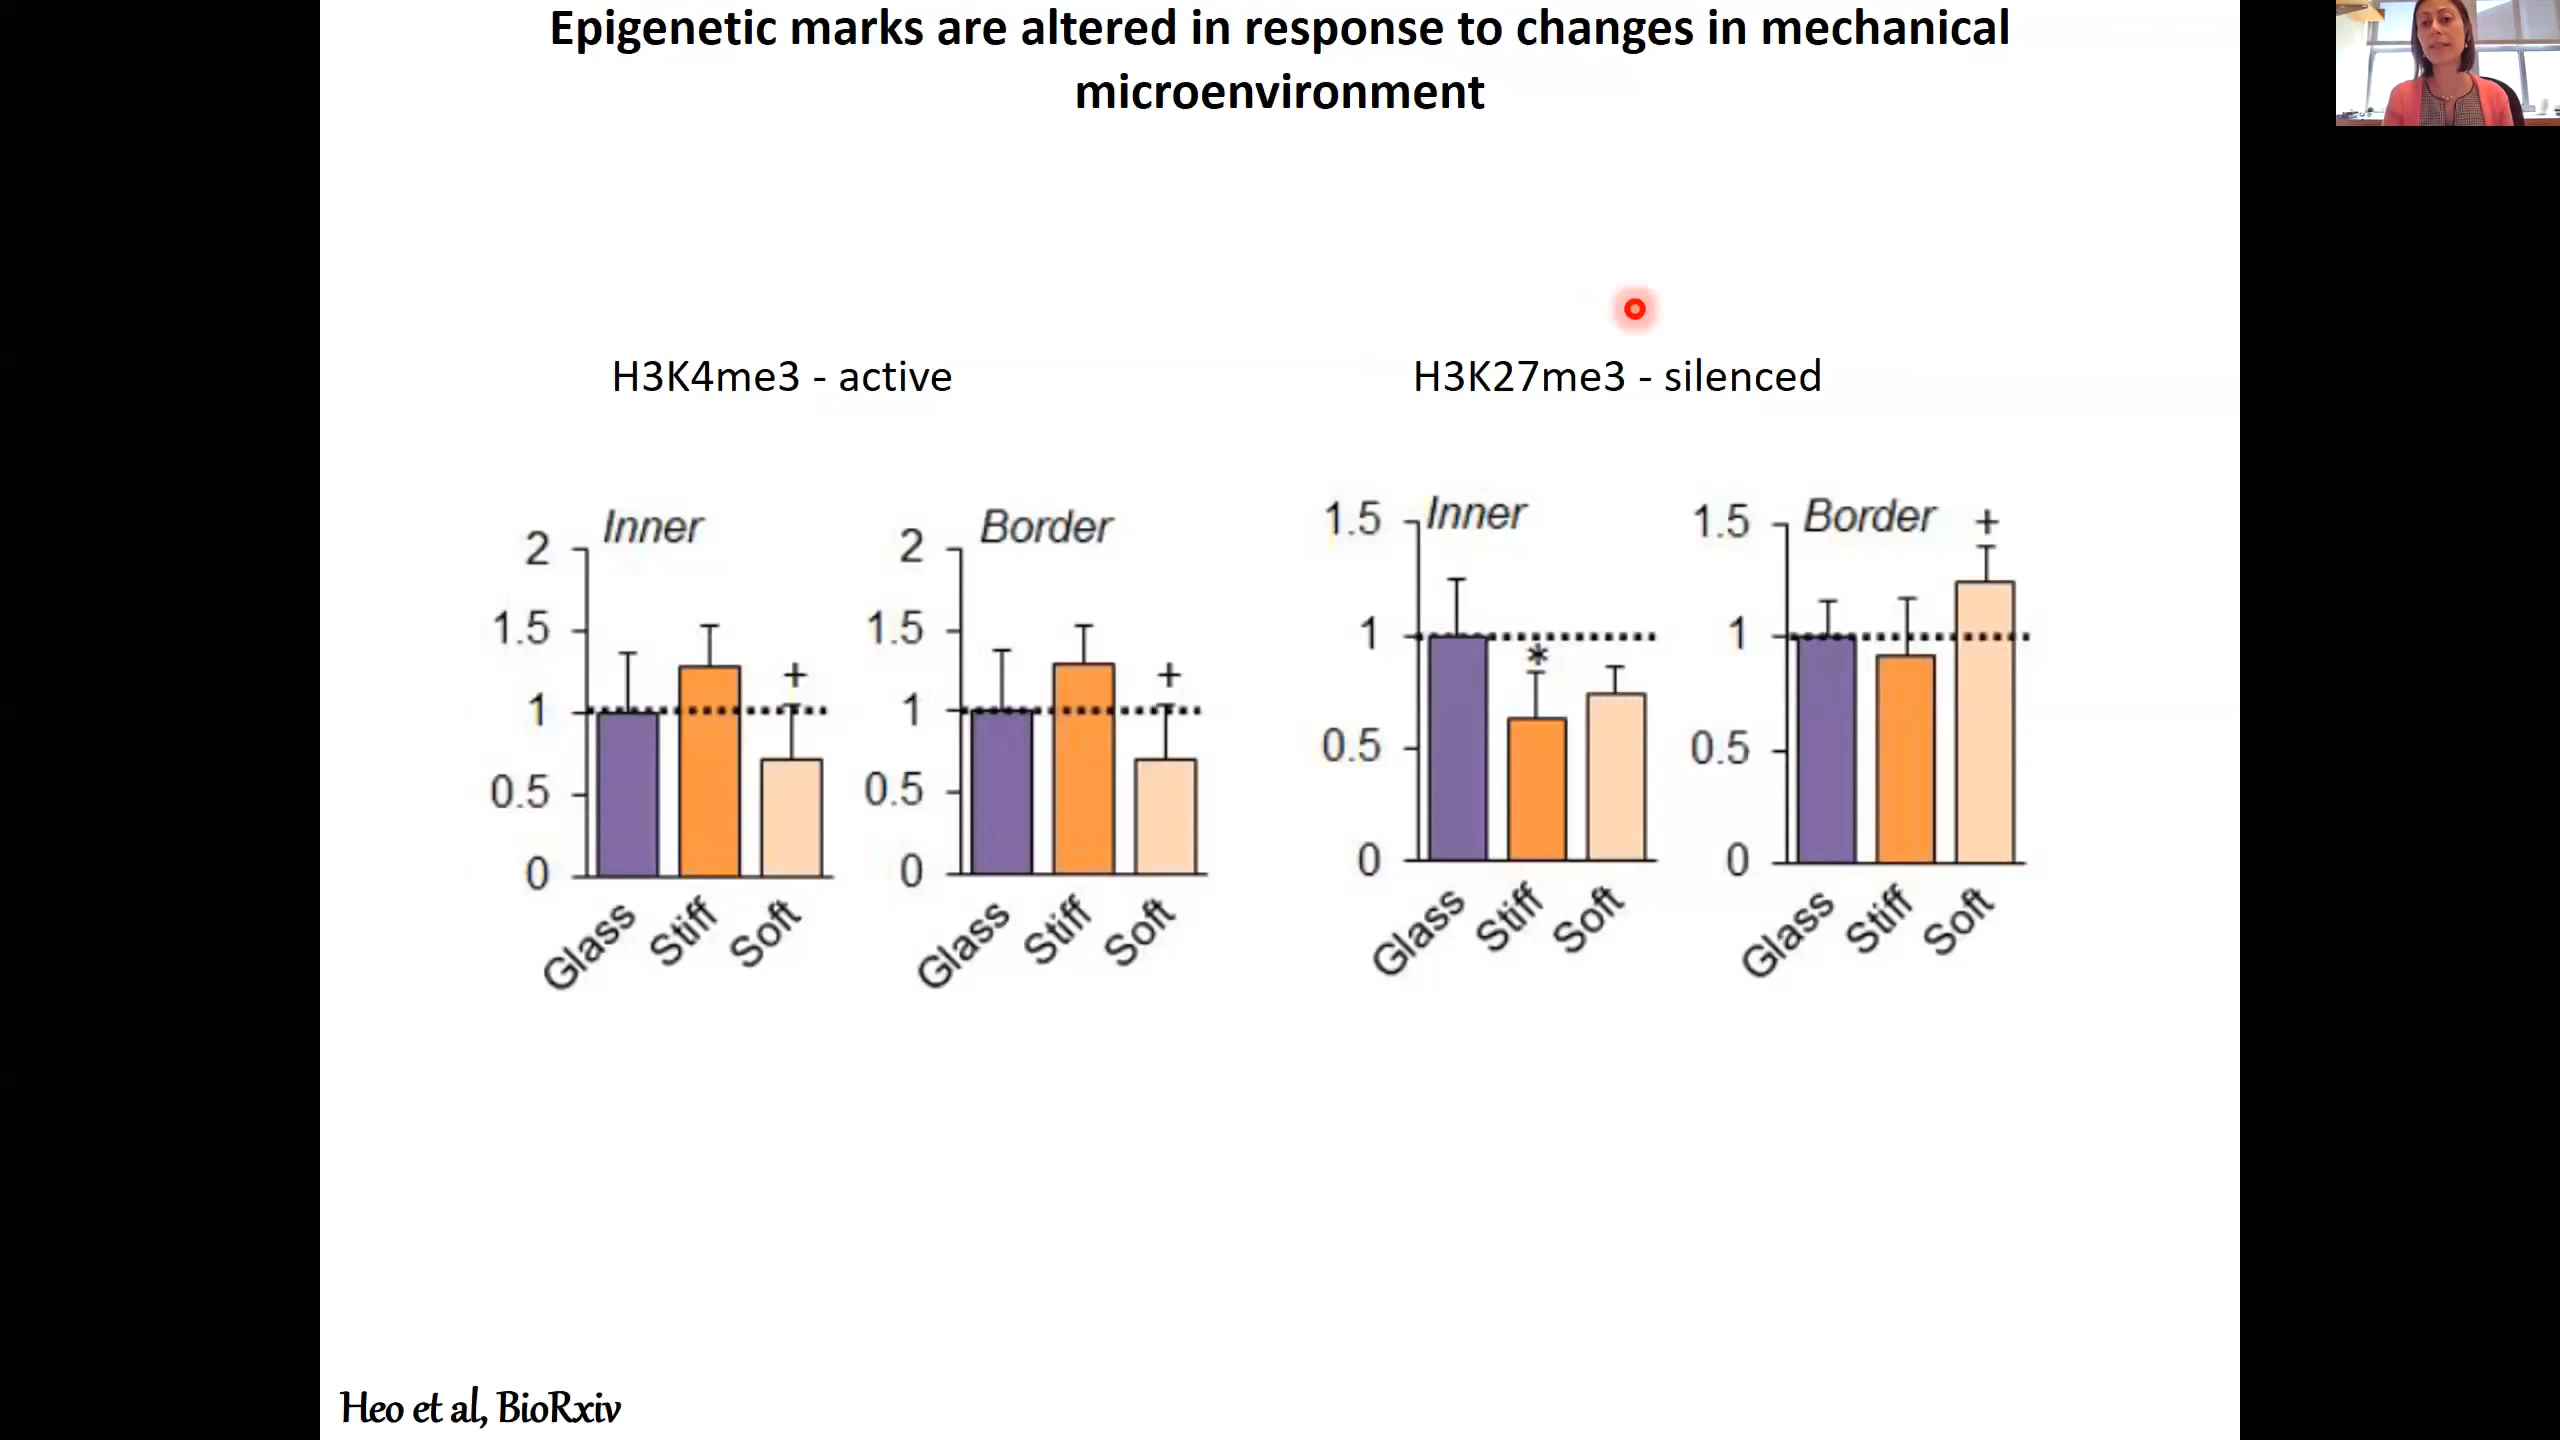 Epigenetic marks are altered in response to changes in mechanical
microenvironment
H3K4me3 - active
H3K27me3 - silenced
Inner
2
1.5
1
0.5
0
+
Glass
Stiff
Soft
Border
2
1.5
1
0.5
0
+
Glass
Stiff
Soft
Inner
1.5
1
0.5
0
*
Glass
Stiff
Soft
Border
1.5
1
0.5
0
+
Glass
Stiff
Soft
Heo et al, BioRxiv